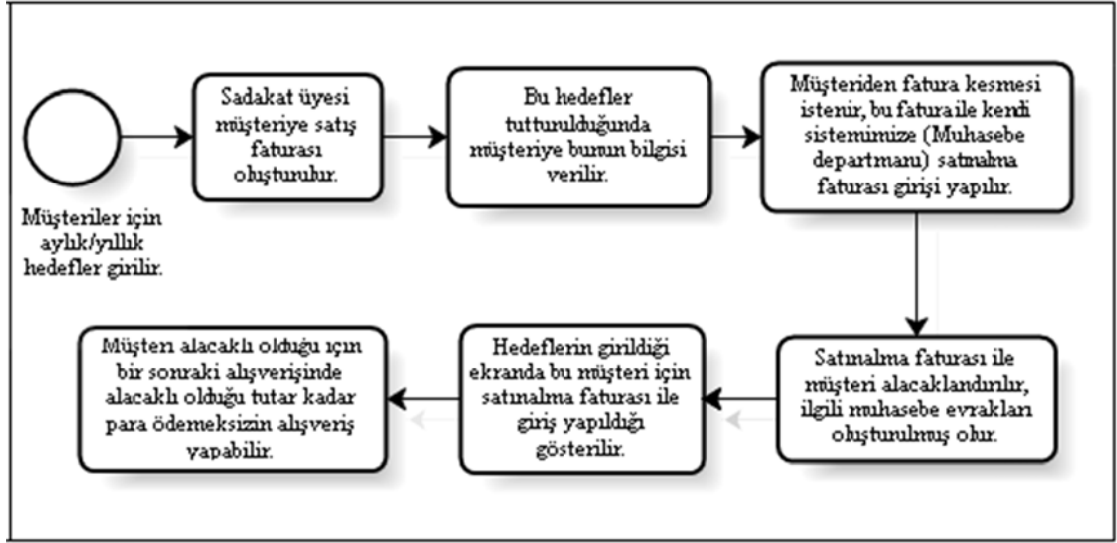 Müşteriler için
aylık/yıllık
hedefler girilir.
Sadakat üyesi
müşteriye satış
faturası
oluşturulur.
Bu hedefler
tutturulduğunda
müşteriye bunun bilgisi
verilir.
Müşteriden fatura kesmesi
istenir, bu fatura ile kendi
sistemimize (Muhasebe
departmanı) satınalma
faturası girişi yapılır.
Satınalma faturası ile
müşteri alacaklandırılır,
ilgili muhasebe evrakları
oluşturulmuş olur.
Hedeflerin girildiği
ekranda bu müşteri için
satınalma faturası ile
giriş yapıldığı
gösterilir.
Müşteri alacaklı olduğu için
bir sonraki alışverişinde
alacaklı olduğu tutar kadar
para ödemeksizin alışveriş
yapabilir.